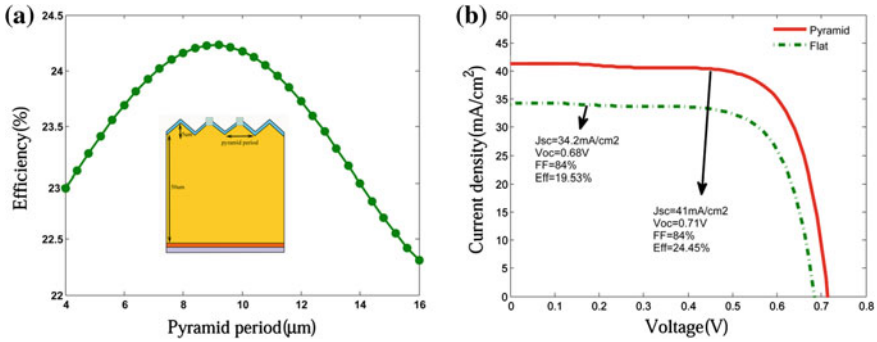 (a)
24.5
24
23.5
23
22.5
22
Efficiency(%)
4
6
8
10
12
14
16
Pyramid period(μm)
pyramid period
(b)
50
45
40
35
30
25
20
15
10
5
0
Current density(mA/cm²)
Pyramid
Flat
Jsc=34.2mA/cm2
Voc=0.68V
FF=84%
Eff=19.53%
Jsc=41mA/cm2
Voc=0.71V
FF=84%
Eff=24.45%
0
0.1
0.2
0.3
0.4
0.5
0.6
0.7
0.8
Voltage(V)